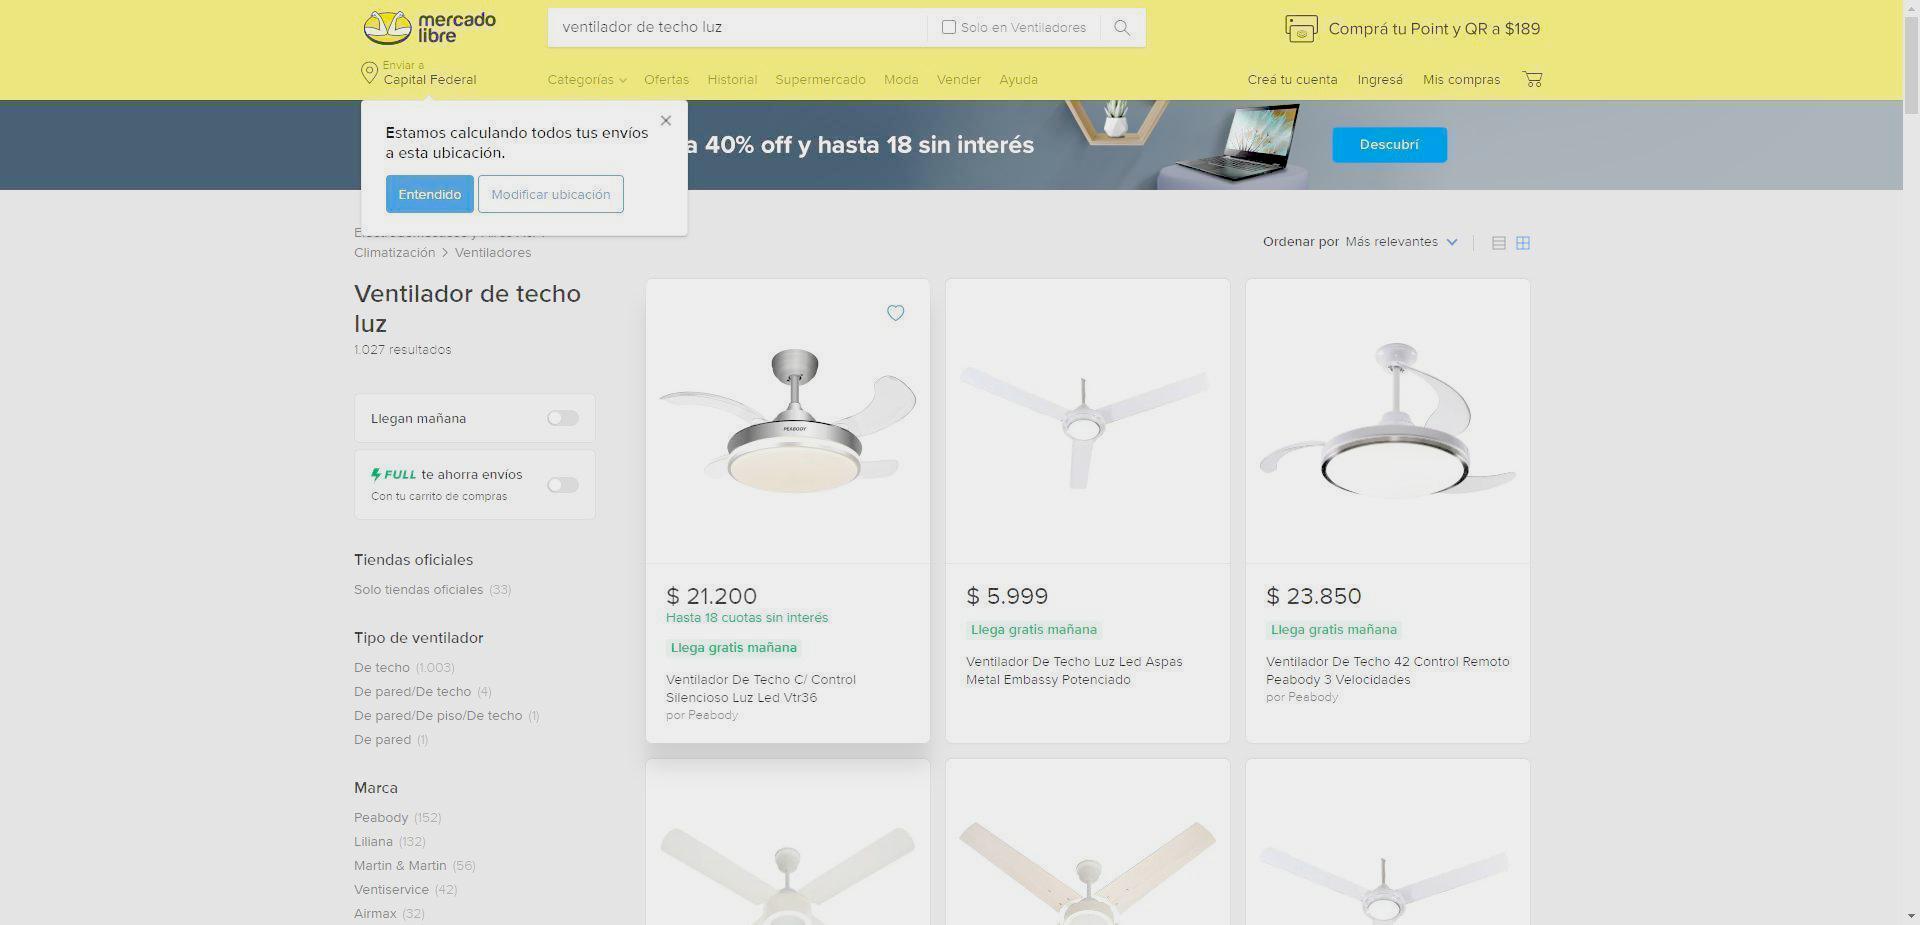 mercado
libre
ventilador de techo luz
Solo en Ventiladores
Comprá tu Point y QR a $189
Enviar a
Capital Federal
Categorías
Ofertas
Historial
Supermercado
Moda
Vender
Ayuda
Creá tu cuenta
Ingresá
Mis compras
Estamos calculando todos tus envíos
a esta ubicación.
Entendido
Modificar ubicación
a 40% off y hasta 18 sin interés
Descubrí
Climatización > Ventiladores
Ordenar por Más relevantes
Ventilador de techo
luz
1.027 resultados
Llegan mañana
FULL te ahorra envíos
Con tu carrito de compras
Tiendas oficiales
Solo tiendas oficiales (33)
Tipo de ventilador
De techo (1.003)
De pared/De techo (4)
De pared/De piso/De techo (1)
De pared (1)
Marca
Peabody (152)
Liliana (132)
Martin & Martin (56)
Ventiservice (42)
Airmax (32)
PEABODY
$ 21.200
Hasta 18 cuotas sin interés
Llega gratis mañana
Ventilador De Techo C/ Control
Silencioso Luz Led Vtr36
por Peabody
$ 5.999
Llega gratis mañana
Ventilador De Techo Luz Led Aspas
Metal Embassy Potenciado
$ 23.850
Llega gratis mañana
Ventilador De Techo 42 Control Remoto
Peabody 3 Velocidades
por Peabody